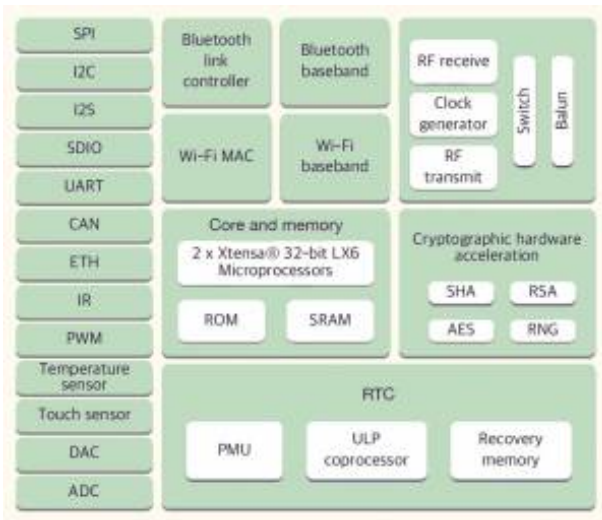 SPI
I2C
I2S
SDIO
UART
CAN
ETH
IR
PWM
Temperature
sensor
Touch sensor
DAC
ADC
Bluetooth
link
controller
Bluetooth
baseband
Wi-Fi MAC
Wi-Fi
baseband
RF receive
Clock
generator
RF
transmit
Switch
Balun
Core and memory
2 x Xtensa® 32-bit LX6
Microprocessors
ROM
SRAM
Cryptographic hardware
acceleration
SHA
RSA
AES
RNG
RTC
PMU
ULP
coprocessor
Recovery
memory